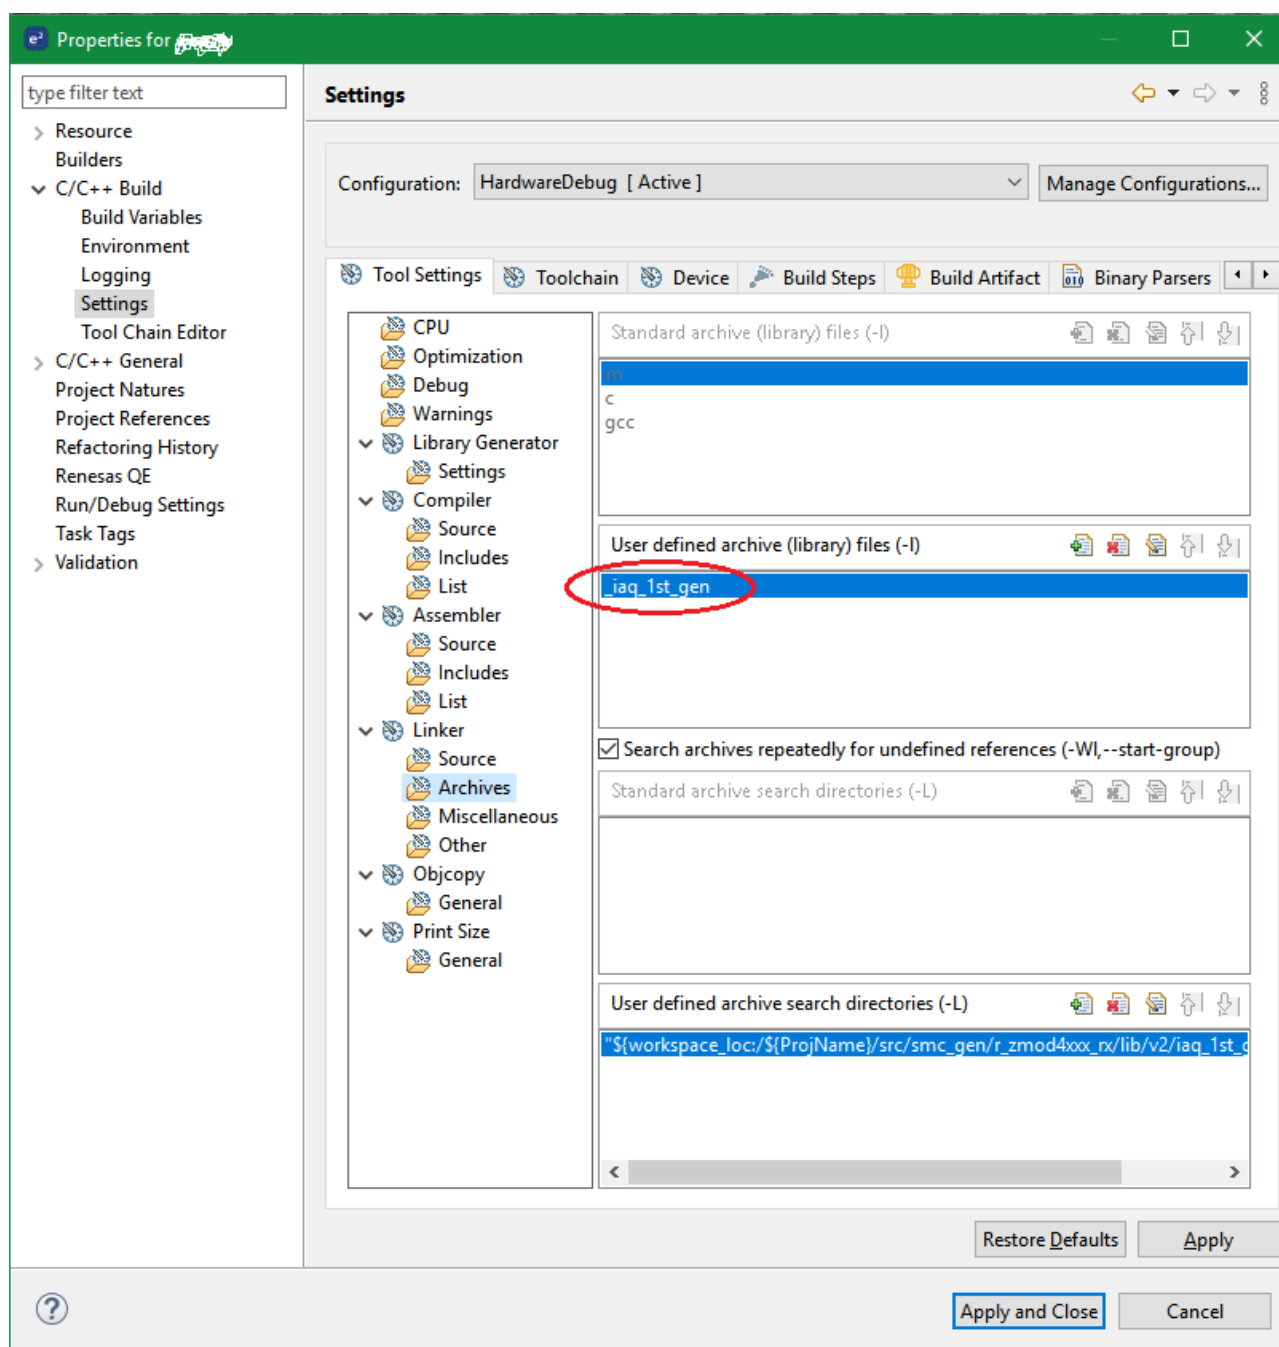 e² Properties for
type filter text
Settings
Resource
Builders
C/C++ Build
Build Variables
Environment
Logging
Settings
Tool Chain Editor
C/C++ General
Project Natures
Project References
Refactoring History
Renesas QE
Run/Debug Settings
Task Tags
Validation
Configuration: HardwareDebug [ Active ] Manage Configurations...
Tool Settings Toolchain Device Build Steps Build Artifact 010 Binary Parsers
CPU
Optimization
Debug
Warnings
Library Generator
Settings
Compiler
Source
Includes
List
Assembler
Source
Includes
List
Linker
Source
Archives
Miscellaneous
Other
Objcopy
General
Print Size
General
Standard archive (library) files (-l)
m
c
gcc
User defined archive (library) files (-l)
_iaq_1st_gen
Search archives repeatedly for undefined references (-Wl,--start-group)
Standard archive search directories (-L)
User defined archive search directories (-L)
"${workspace_loc:/${ProjName}/src/smc_gen/r_zmod4xxx_rx/lib/v2/iaq_1st_g
Restore Defaults Apply
? Apply and Close Cancel